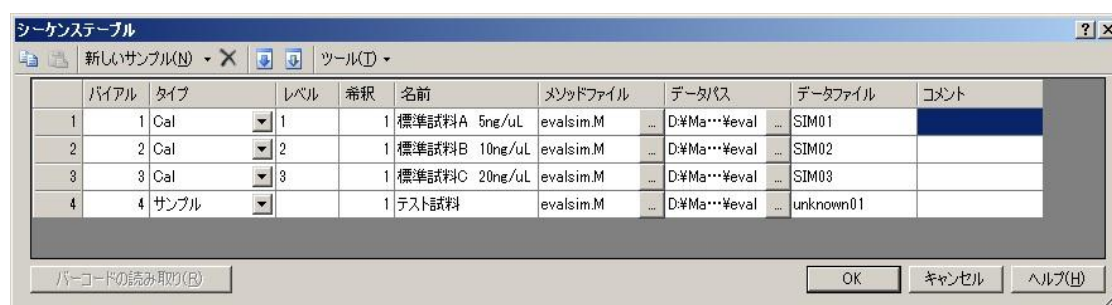 シーケンステーブル
新しいサンプル(N) ツール(T)
バイアル タイプ レベル 希釈 名前 メソッドファイル データパス データファイル コメント
1 1 Cal 1 1 標準試料A 5ng/uL evalsim.M ... D:¥Ma…¥eval ... SIM01
2 2 Cal 2 1 標準試料B 10ng/uL evalsim.M ... D:¥Ma…¥eval ... SIM02
3 3 Cal 3 1 標準試料C 20ng/uL evalsim.M ... D:¥Ma…¥eval ... SIM03
4 4 サンプル 1 テスト試料 evalsim.M ... D:¥Ma…¥eval ... unknown01
バーコードの読み取り(R) OK キャンセル ヘルプ(H)